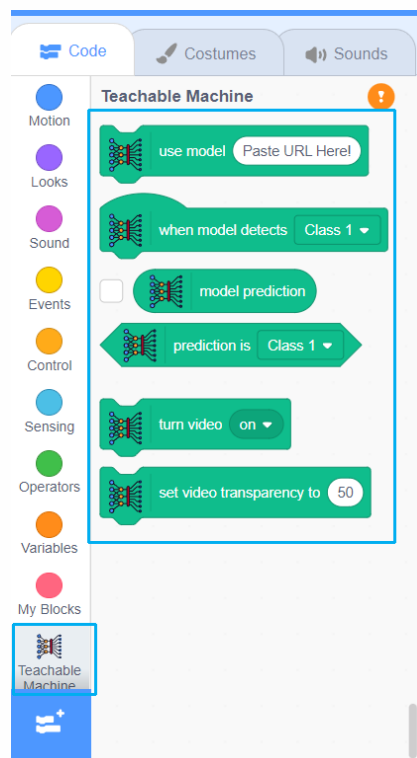 Code
Costumes
Sounds
Motion
Looks
Sound
Events
Control
Sensing
Operators
Variables
My Blocks
Teachable
Machine
Teachable Machine
use model Paste URL Here!
when model detects Class 1
model prediction
prediction is Class 1
turn video on
set video transparency to 50